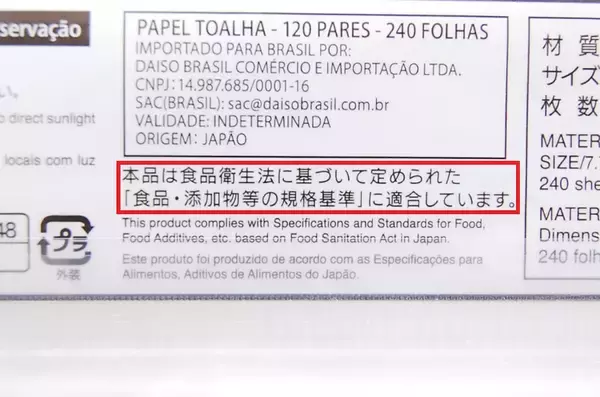 servação
い。
direct sunlight
locais com luz
48
プラ
外装
PAPEL TOALHA - 120 PARES - 240 FOLHAS
IMPORTADO PARA BRASIL POR:
DAISO BRASIL COMÉRCIO E IMPORTAÇÃO LTDA.
CNPJ: 14.987.685/0001-16
SAC(BRASIL): sac@daisobrasil.com.br
VALIDADE: INDETERMINADA
ORIGEM: JAPÃO
本品は食品衛生法に基づいて定められた
「食品・添加物等の規格基準」に適合しています。
This product complies with Specifications and Standards for Food,
Food Additives, etc. based on Food Sanitation Act in Japan.
Este produto foi produzido de acordo com as Especificações para
Alimentos, Aditivos de Alimentos do Japão.
材質
サイズ
枚数
MATER
SIZE/7.
240 she
MATER
Dimens
240 folh